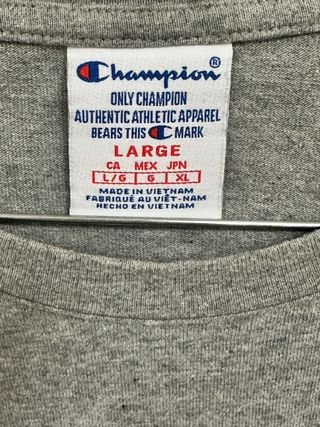 Champion®
ONLY CHAMPION
AUTHENTIC ATHLETIC APPAREL
BEARS THIS C MARK
LARGE
CA MEX JPN
L/G G XL
MADE IN VIETNAM
FABRIQUÉ AU VIÊT-NAM
HECHO EN VIETNAM